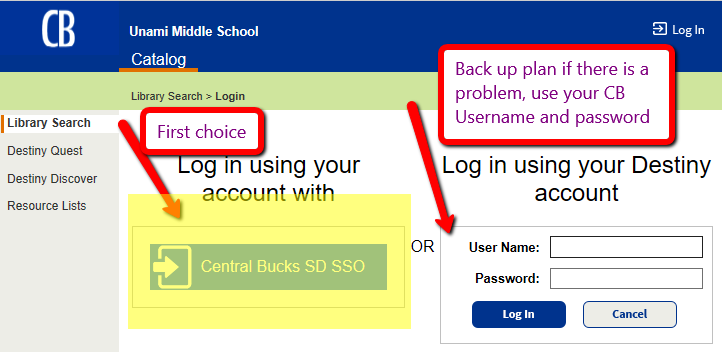 CB
Unami Middle School
Log In
Catalog
Library Search > Login
Back up plan if there is a
problem, use your CB
Username and password
First choice
Library Search
Destiny Quest
Destiny Discover
Resource Lists
Log in using your
account with
Central Bucks SD SSO
OR
Log in using your Destiny
account
User Name:
Password:
Log In
Cancel